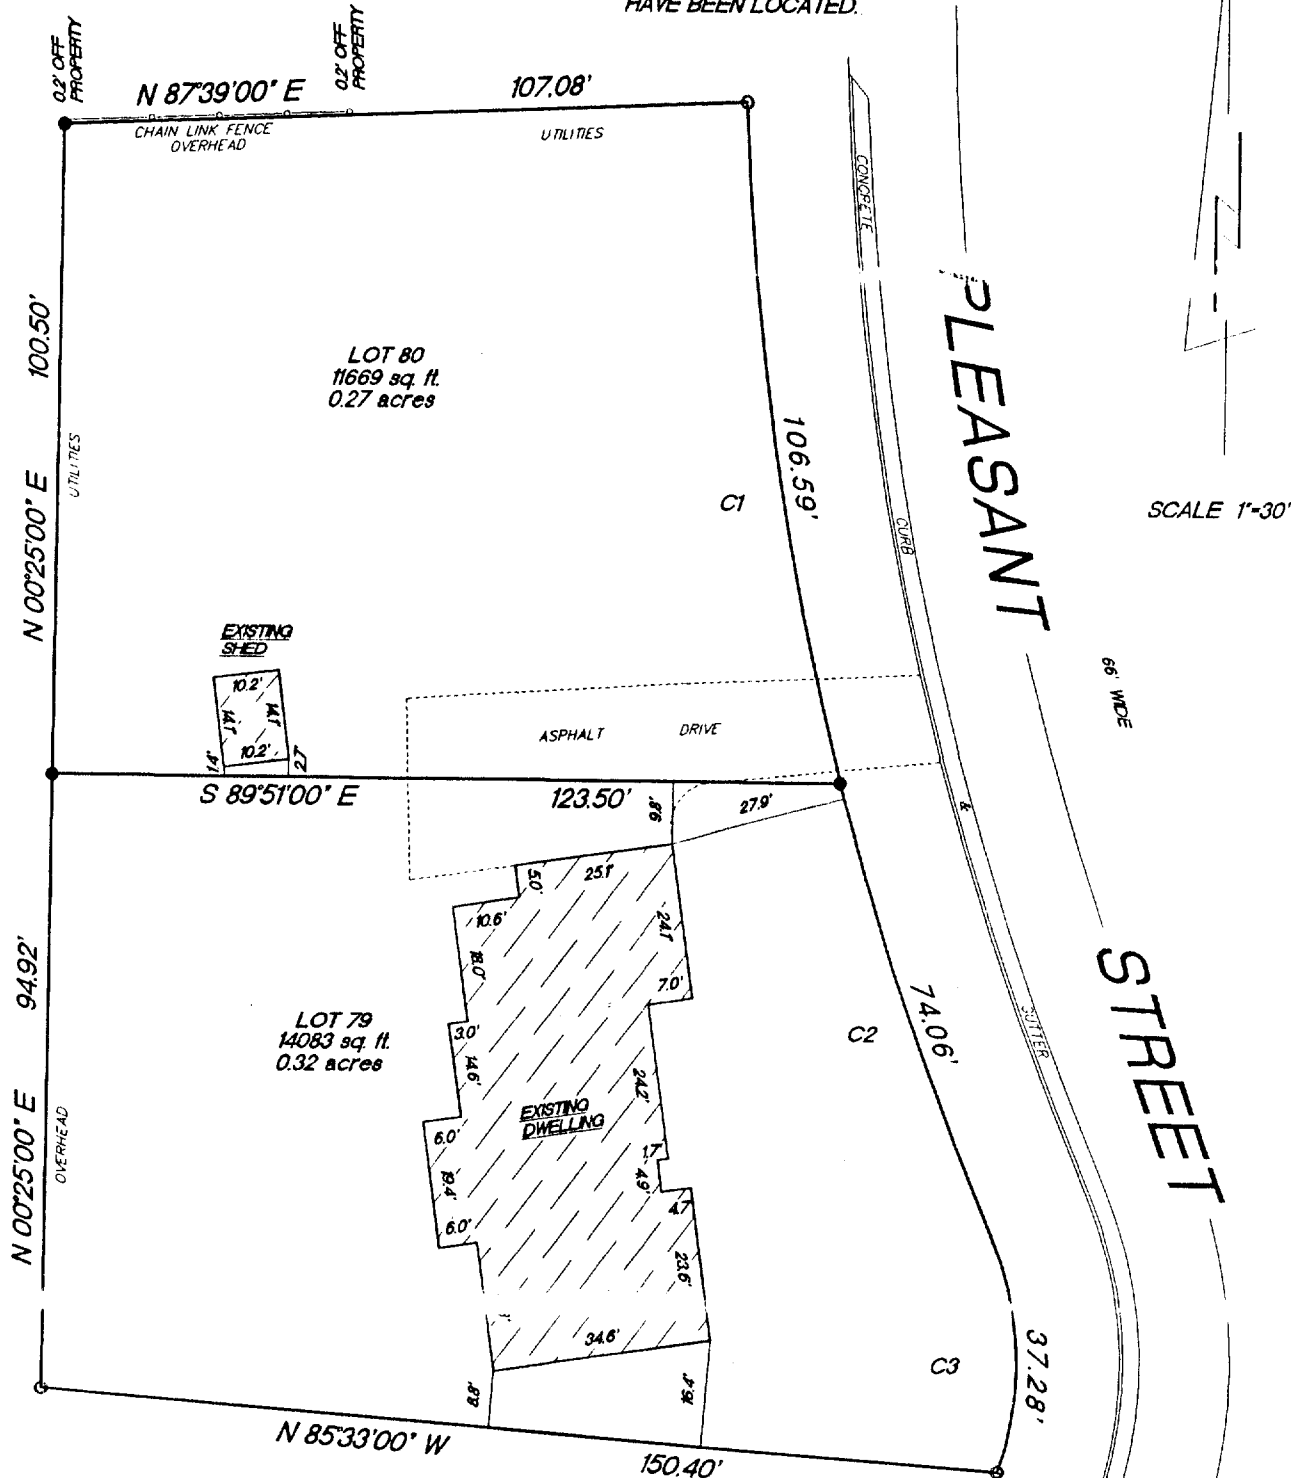 HAVE BEEN LOCATED.
0.2' OFF
PROPERTY
0.2' OFF
PROPERTY
N 87°39'00" E
107.08'
CHAIN LINK FENCE
OVERHEAD
UTILITIES
CONCRETE
PLEASANT
100.50'
LOT 80
11669 sq. ft.
0.27 acres
106.59'
UTILITIES
C1
SCALE 1"=30'
CURB
N 00°25'00" E
EXISTING
SHED
66' WIDE
10.2'
14.1'
14.1'
10.2'
ASPHALT DRIVE
1.4'
2.7'
S 89°51'00" E
123.50'
9.8'
27.9'
&
25.1'
5.0'
10.6'
24.1'
18.0'
94.92'
STREET
7.0'
74.06'
LOT 79
14083 sq. ft.
0.32 acres
3.0'
C2
GUTTER
14.6'
24.2'
EXISTING
DWELLING
N 00°25'00" E
OVERHEAD
6.0'
1.7'
4.9'
19.4'
4.7'
6.0'
23.6'
34.6'
C3
37.28'
8.8'
16.4'
N 85°33'00" W
150.40'